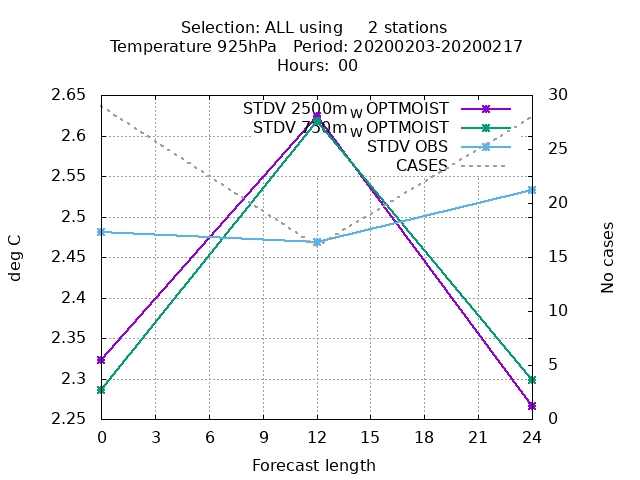 Selection: ALL using     2 stations
Temperature 925hPa   Period: 20200203-20200217
Hours: 00
STDV 2500m_W OPTMOIST
STDV 750m_W OPTMOIST
STDV OBS
CASES
2.65
2.6
2.55
2.5
2.45
2.4
2.35
2.3
2.25
30
25
20
15
10
5
0
deg C
No cases
0 3 6 9 12 15 18 21 24
Forecast length